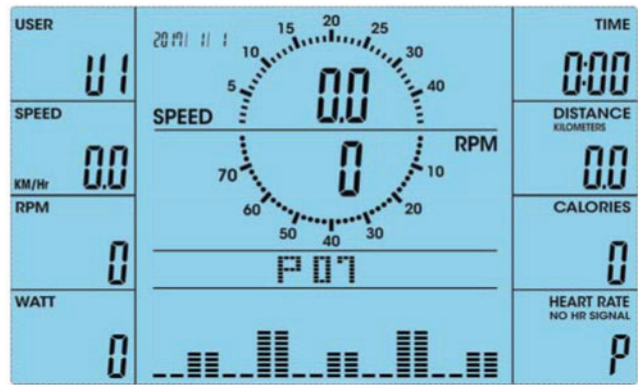 USER
U1
SPEED
0.0
KM/Hr
RPM
0
WATT
0
2017/ 1/ 1
5 10 15 20 25 30 40
SPEED
0.0
RPM
0
10 20 30 40 50 60 70
P 07
TIME
0:00
DISTANCE
KILOMETERS
0.0
CALORIES
0
HEART RATE
NO HR SIGNAL
P